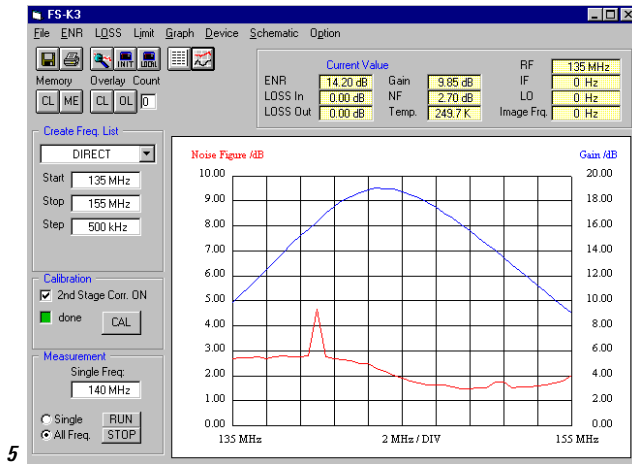 FS-K3
File ENR LOSS Limit Graph Device Schematic Option
INIT LOCAL
Memory Overlay Count
CL ME CL OL 0
Current Value
ENR 14.20 dB Gain 9.85 dB RF 135 MHz
LOSS In 0.00 dB NF 2.70 dB IF 0 Hz
LOSS Out 0.00 dB Temp. 249.7 K LO 0 Hz
Image Frq. 0 Hz
Create Freq. List
DIRECT
Start 135 MHz
Stop 155 MHz
Step 500 kHz
Calibration
2nd Stage Corr. ON
done CAL
Measurement
Single Freq:
140 MHz
Single RUN
All Freq. STOP
Noise Figure /dB Gain /dB
10.00 20.00
9.00 18.00
8.00 16.00
7.00 14.00
6.00 12.00
5.00 10.00
4.00 8.00
3.00 6.00
2.00 4.00
1.00 2.00
0.00 0.00
135 MHz 2 MHz / DIV 155 MHz
5